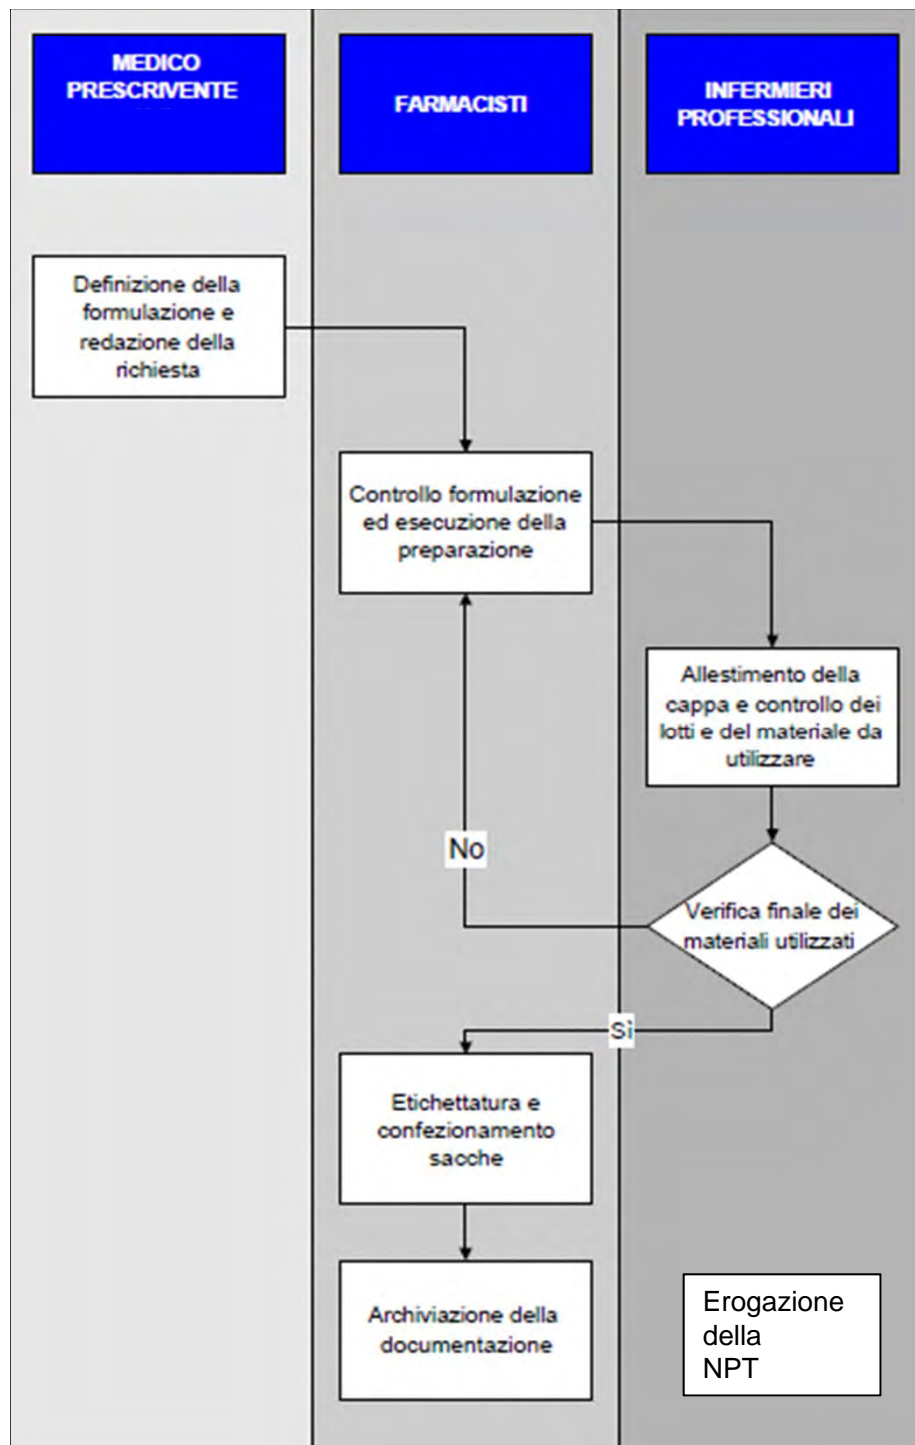 MEDICO
PRESCRIVENTE
FARMACISTI
INFERMIERI
PROFESSIONALI
Definizione della
formulazione e
redazione della
richiesta
Controllo formulazione
ed esecuzione della
preparazione
Allestimento della
cappa e controllo dei
lotti e del materiale da
utilizzare
No
Verifica finale dei
materiali utilizzati
Sì
Etichettatura e
confezionamento
sacche
Archiviazione della
documentazione
Erogazione
della
NPT